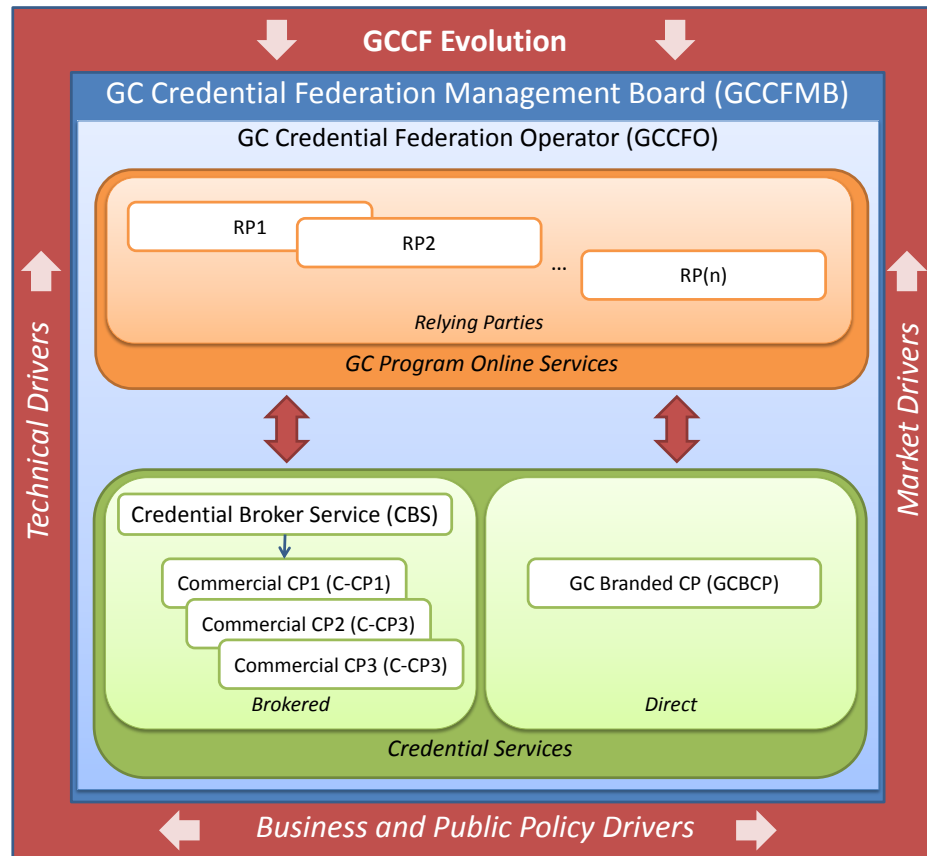 GCCF Evolution
GC Credential Federation Management Board (GCCFMB)
GC Credential Federation Operator (GCCFO)
RP1
RP2
...
RP(n)
Relying Parties
GC Program Online Services
Technical Drivers
Market Drivers
Credential Broker Service (CBS)
Commercial CP1 (C-CP1)
Commercial CP2 (C-CP3)
Commercial CP3 (C-CP3)
Brokered
GC Branded CP (GCBCP)
Direct
Credential Services
Business and Public Policy Drivers